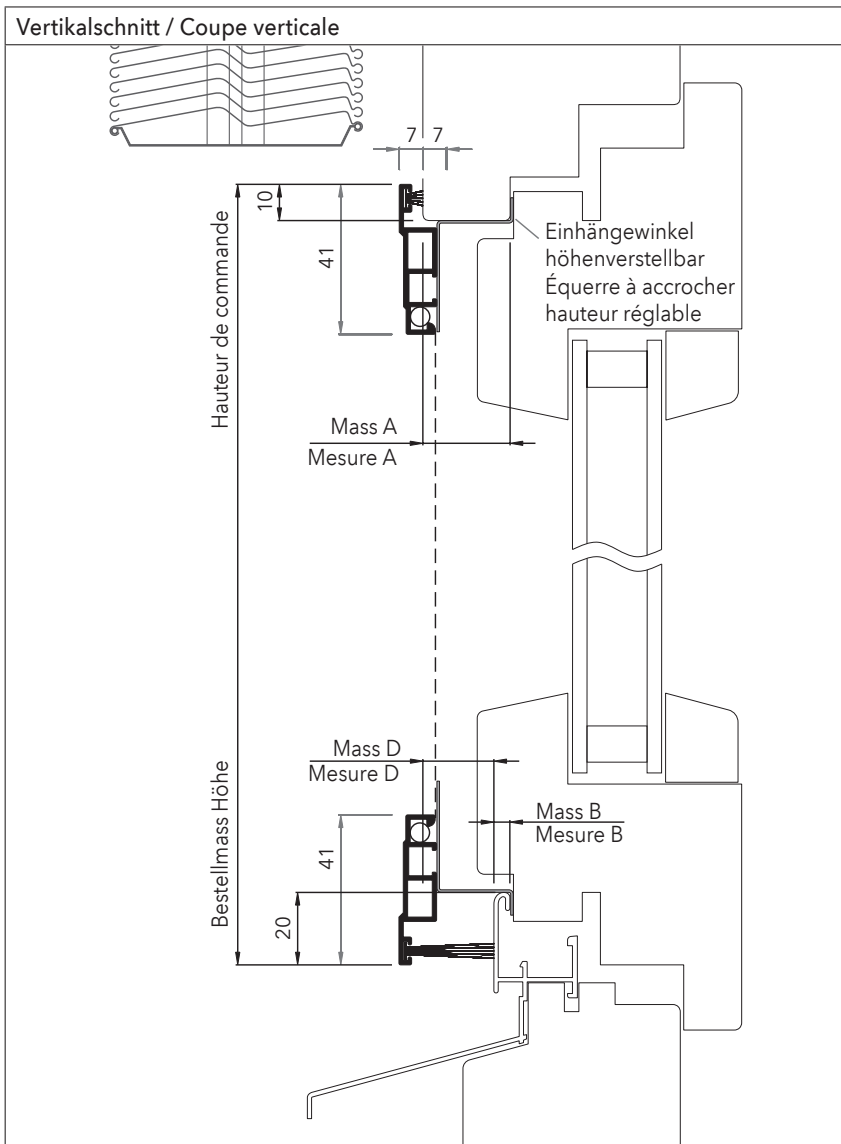 Vertikalschnitt / Coupe verticale
7 7
10
41
Hauteur de commande
Einhängewinkel
höhenverstellbar
Équerre à accrocher
hauteur réglable
Mass A
Mesure A
Mass D
Mesure D
Mass B
Mesure B
Bestellmass Höhe
41
20